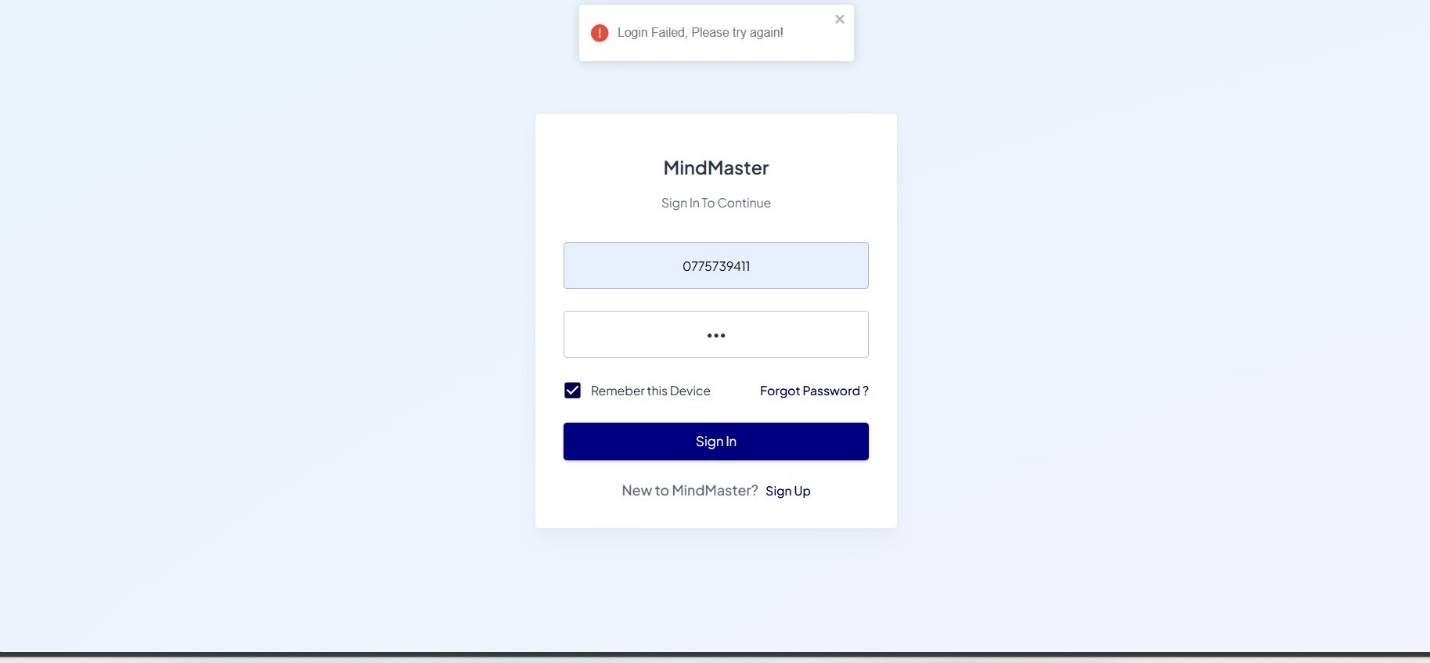 Login Failed, Please try again!
MindMaster
Sign In To Continue
0775739411
•••
Remeber this Device
Forgot Password ?
Sign In
New to MindMaster? Sign Up